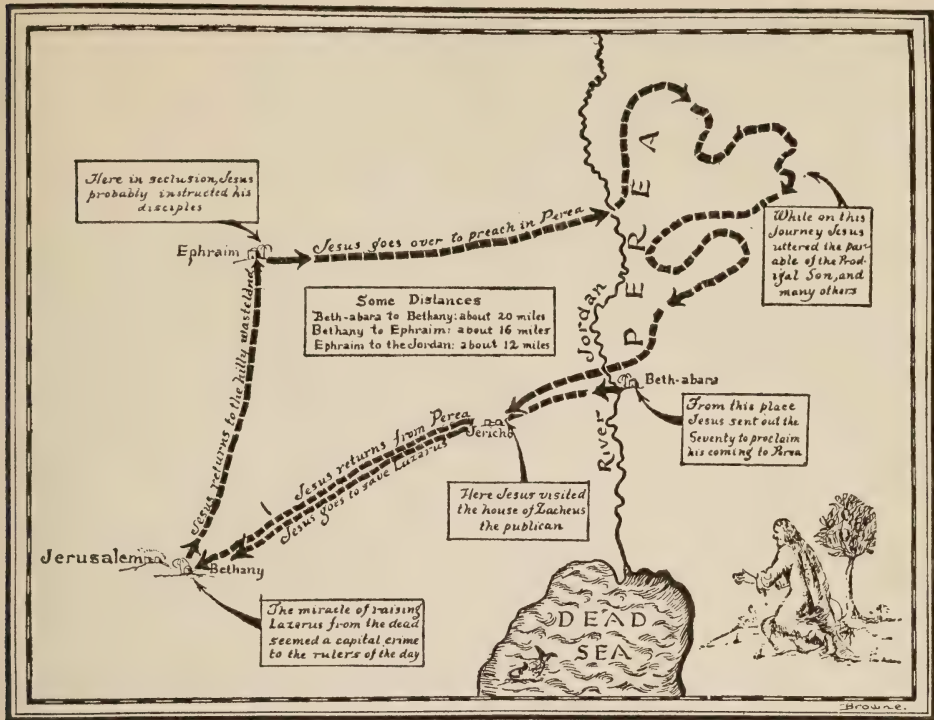 Here in seclusion, Jesus
probably instructed his
disciples
Ephraim
Jesus goes over to preach in Perea
PEREA
While on this
Journey Jesus
uttered the par-
able of the Prod-
igal Son, and
many others
Some Distances
Beth-abara to Bethany: about 20 miles
Bethany to Ephraim: about 16 miles
Ephraim to the Jordan: about 12 miles
River Jordan
Beth-abara
From this place
Jesus sent out the
Seventy to proclaim
his coming to Perea
Jesus returns to the hilly wasteland
Jesus returns from Perea
Jesus goes to save Lazarus
Jericho
Here Jesus visited
the house of Zacheus
the publican
Jerusalem
Bethany
The miracle of raising
Lazarus from the dead
seemed a capital crime
to the rulers of the day
DEAD
SEA
Browne.